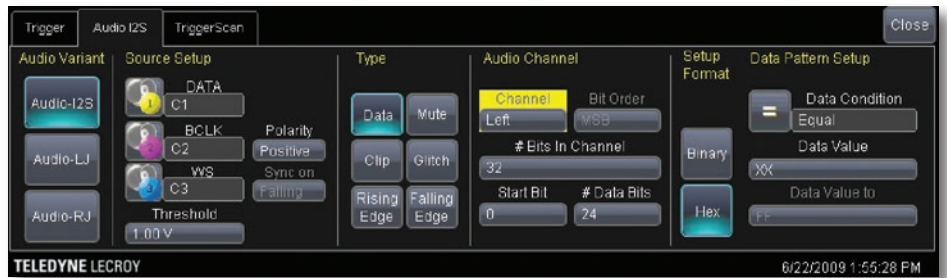 Trigger Audio I2S TriggerScan Close
Audio Variant
Audio-I2S
Audio-LJ
Audio-RJ
Source Setup
DATA
1 C1
BCLK Polarity
2 C2 Positive
WS Sync on
3 C3 Falling
Threshold
1.00 V
Type
Data Mute
Clip Glitch
Rising Edge Falling Edge
Audio Channel
Channel Bit Order
Left MSB
# Bits In Channel
32
Start Bit # Data Bits
0 24
Setup Format
Binary
Hex
Data Pattern Setup
= Data Condition
Equal
Data Value
XX
Data Value to
FF
TELEDYNE LECROY 6/22/2009 1:55:28 PM